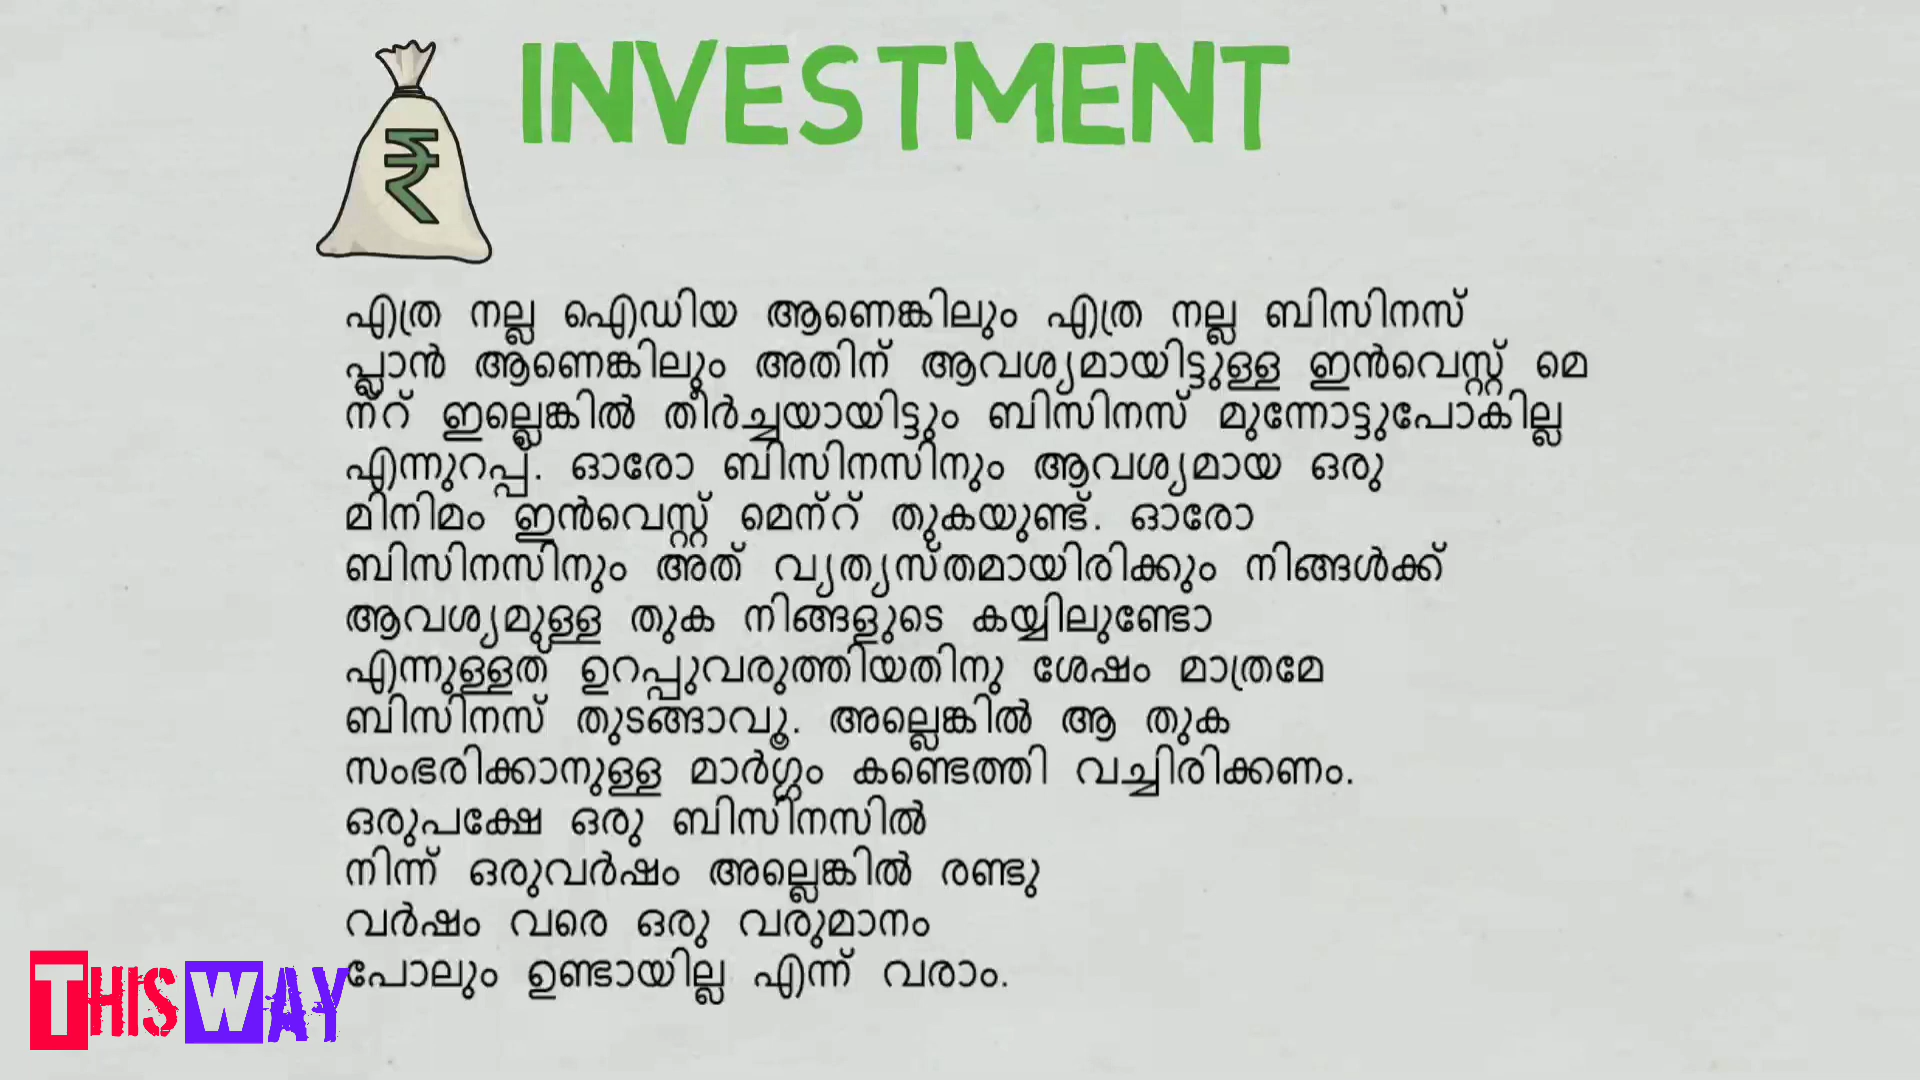 INVESTMENT
എത്ര നല്ല ഐഡിയ ആണെങ്കിലും എത്ര നല്ല ബിസിനസ്
പ്ലാൻ ആണെങ്കിലും അതിന് ആവശ്യമായിട്ടുള്ള ഇൻവെസ്റ്റ് മെ
ന്റ് ഇല്ലെങ്കിൽ തീർച്ചയായിട്ടും ബിസിനസ് മുന്നോട്ടുപോകില്ല
എന്നുറപ്പ്. ഓരോ ബിസിനസിനും ആവശ്യമായ ഒരു
മിനിമം ഇൻവെസ്റ്റ് മെന്റ് തുകയുണ്ട്. ഓരോ
ബിസിനസിനും അത് വ്യത്യസ്തമായിരിക്കും നിങ്ങൾക്ക്
ആവശ്യമുള്ള തുക നിങ്ങളുടെ കയ്യിലുണ്ടോ
എന്നുള്ളത് ഉറപ്പുവരുത്തിയതിനു ശേഷം മാത്രമേ
ബിസിനസ് തുടങ്ങാവൂ. അല്ലെങ്കിൽ ആ തുക
സംഭരിക്കാനുള്ള മാർഗ്ഗം കണ്ടെത്തി വച്ചിരിക്കണം.
ഒരുപക്ഷേ ഒരു ബിസിനസിൽ
നിന്ന് ഒരുവർഷം അല്ലെങ്കിൽ രണ്ടു
വർഷം വരെ ഒരു വരുമാനം
പോലും ഉണ്ടായില്ല എന്ന് വരാം.
THIS WAY